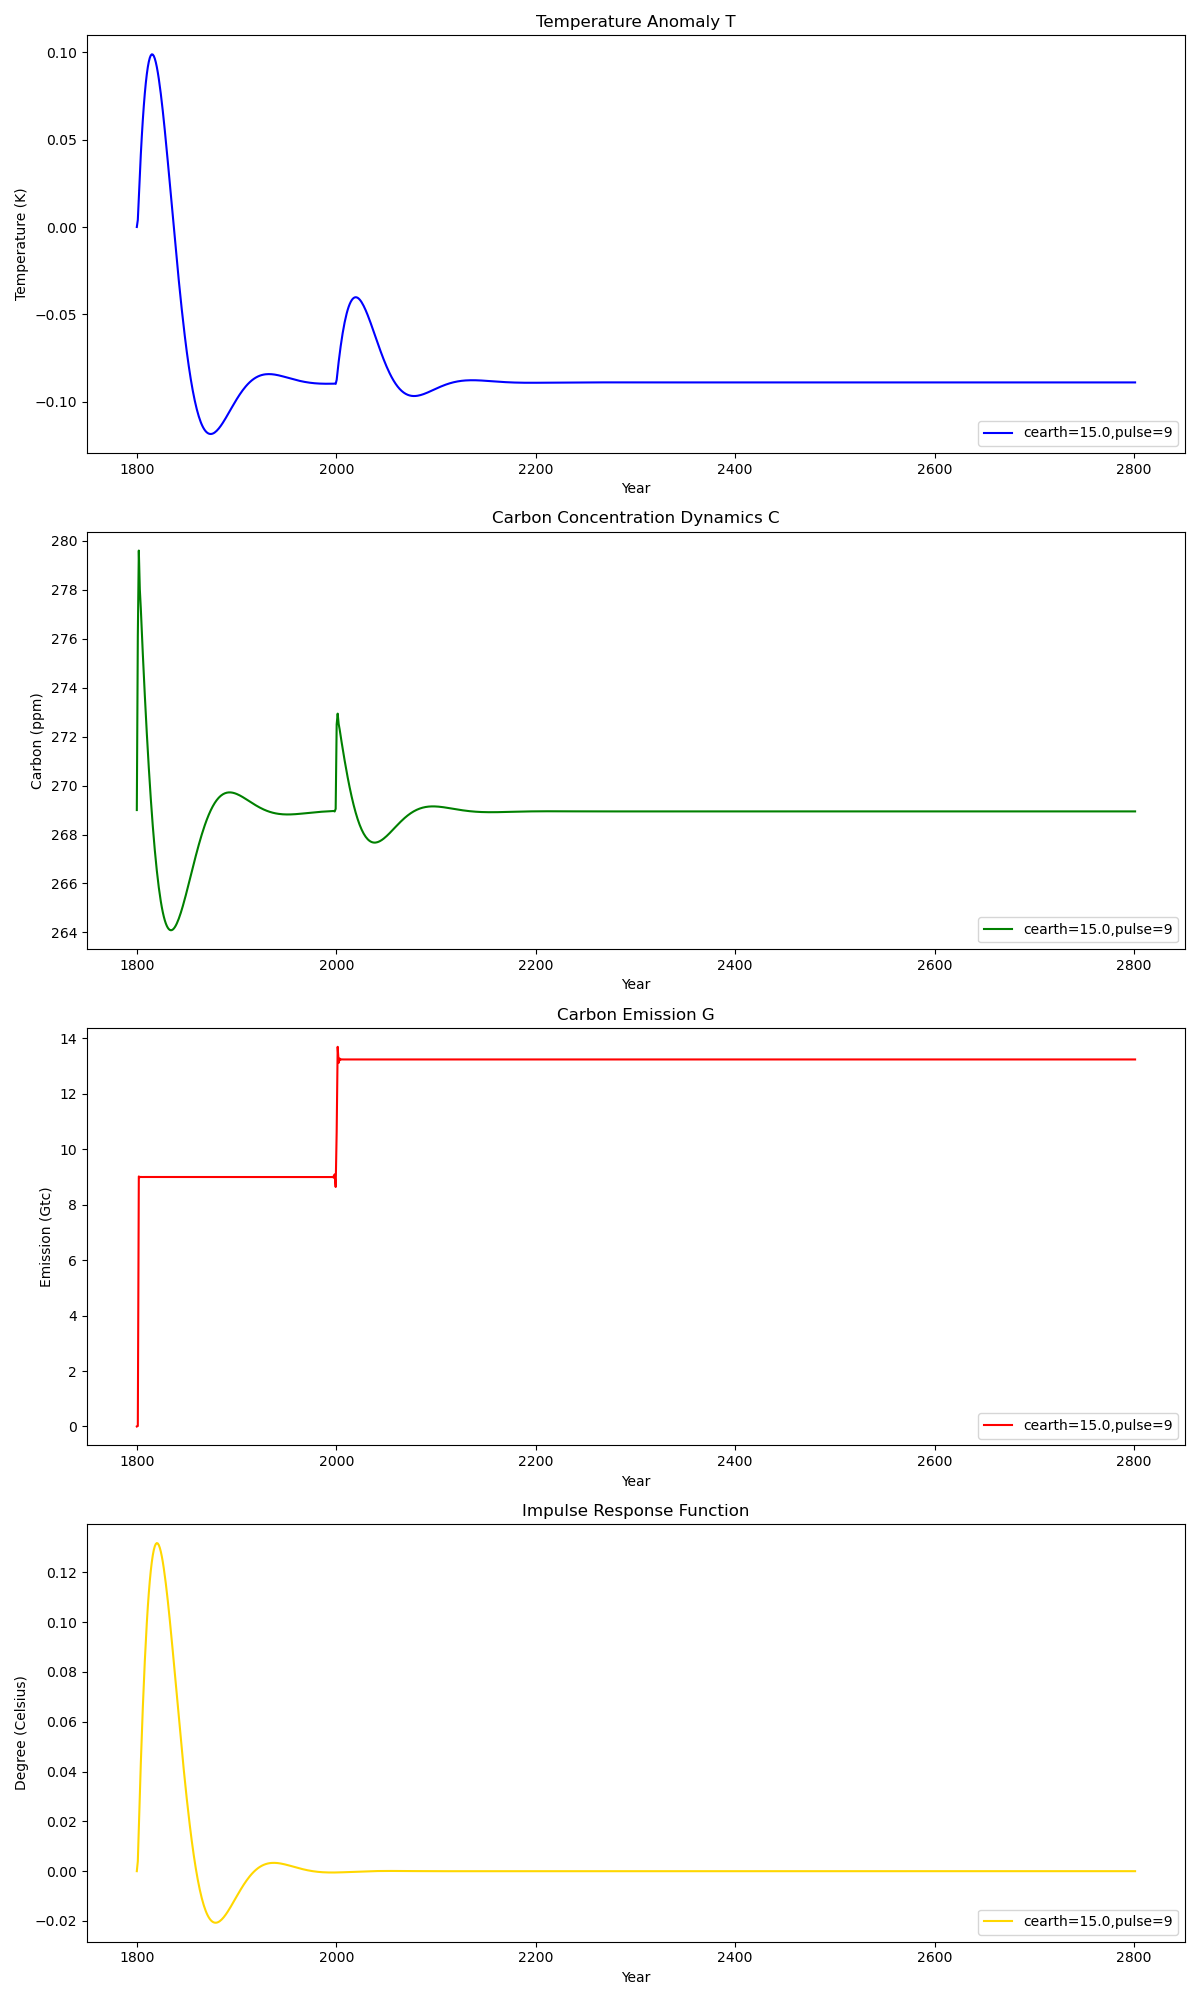 Temperature Anomaly T
Temperature (K)
0.10
0.05
0.00
−0.05
−0.10
cearth=15.0,pulse=9
1800 2000 2200 2400 2600 2800
Year
Carbon Concentration Dynamics C
Carbon (ppm)
280
278
276
274
272
270
268
266
264
cearth=15.0,pulse=9
1800 2000 2200 2400 2600 2800
Year
Carbon Emission G
Emission (Gtc)
14
12
10
8
6
4
2
0
cearth=15.0,pulse=9
1800 2000 2200 2400 2600 2800
Year
Impulse Response Function
Degree (Celsius)
0.12
0.10
0.08
0.06
0.04
0.02
0.00
−0.02
cearth=15.0,pulse=9
1800 2000 2200 2400 2600 2800
Year